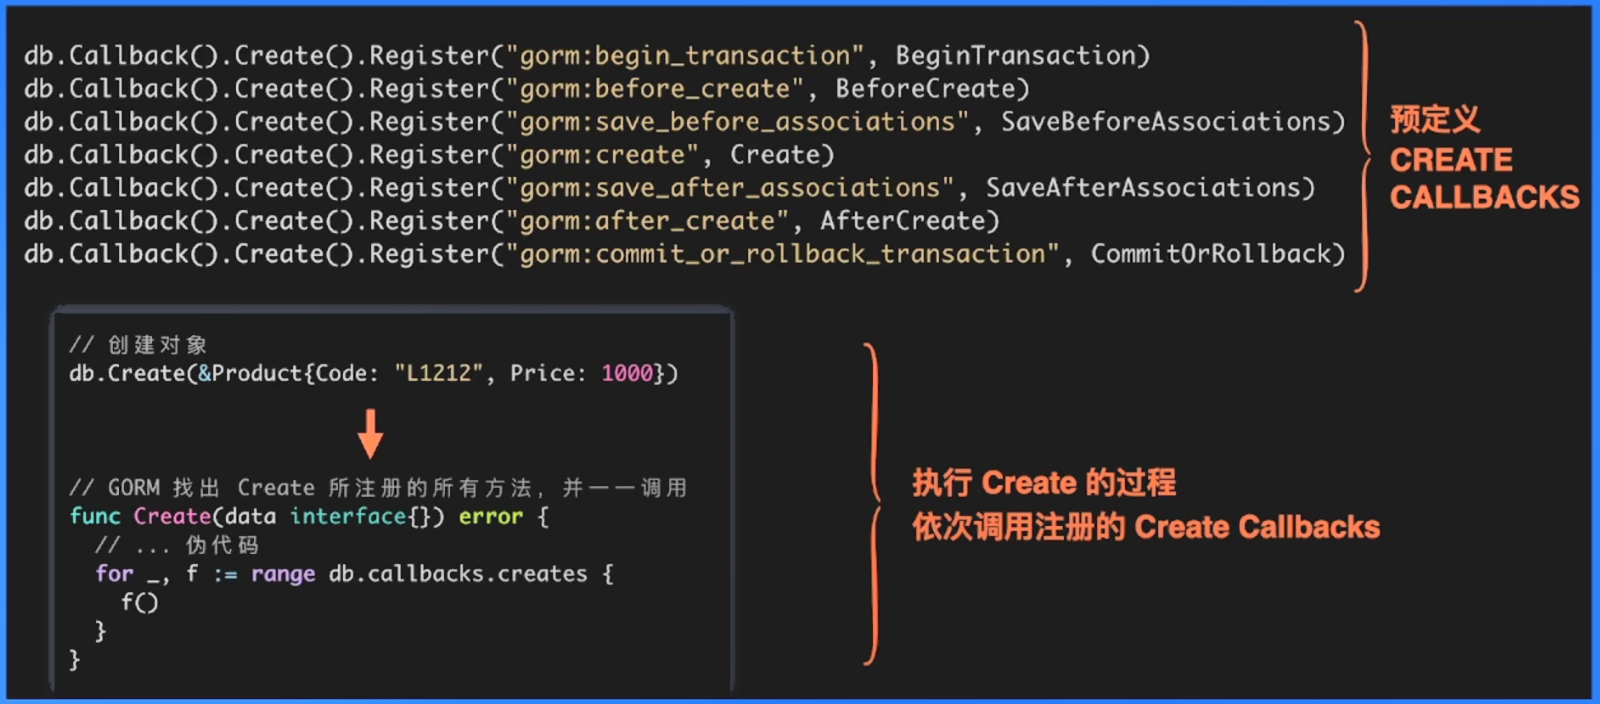 db.Callback().Create().Register("gorm:begin_transaction", BeginTransaction)
db.Callback().Create().Register("gorm:before_create", BeforeCreate)
db.Callback().Create().Register("gorm:save_before_associations", SaveBeforeAssociations)
db.Callback().Create().Register("gorm:create", Create)
db.Callback().Create().Register("gorm:save_after_associations", SaveAfterAssociations)
db.Callback().Create().Register("gorm:after_create", AfterCreate)
db.Callback().Create().Register("gorm:commit_or_rollback_transaction", CommitOrRollback)
预定义
CREATE
CALLBACKS
// 创建对象
db.Create(&Product{Code: "L1212", Price: 1000})
// GORM 找出 Create 所注册的所有方法，并一一调用
func Create(data interface{}) error {
// ... 伪代码
for _, f := range db.callbacks.creates {
f()
}
}
执行 Create 的过程
依次调用注册的 Create Callbacks